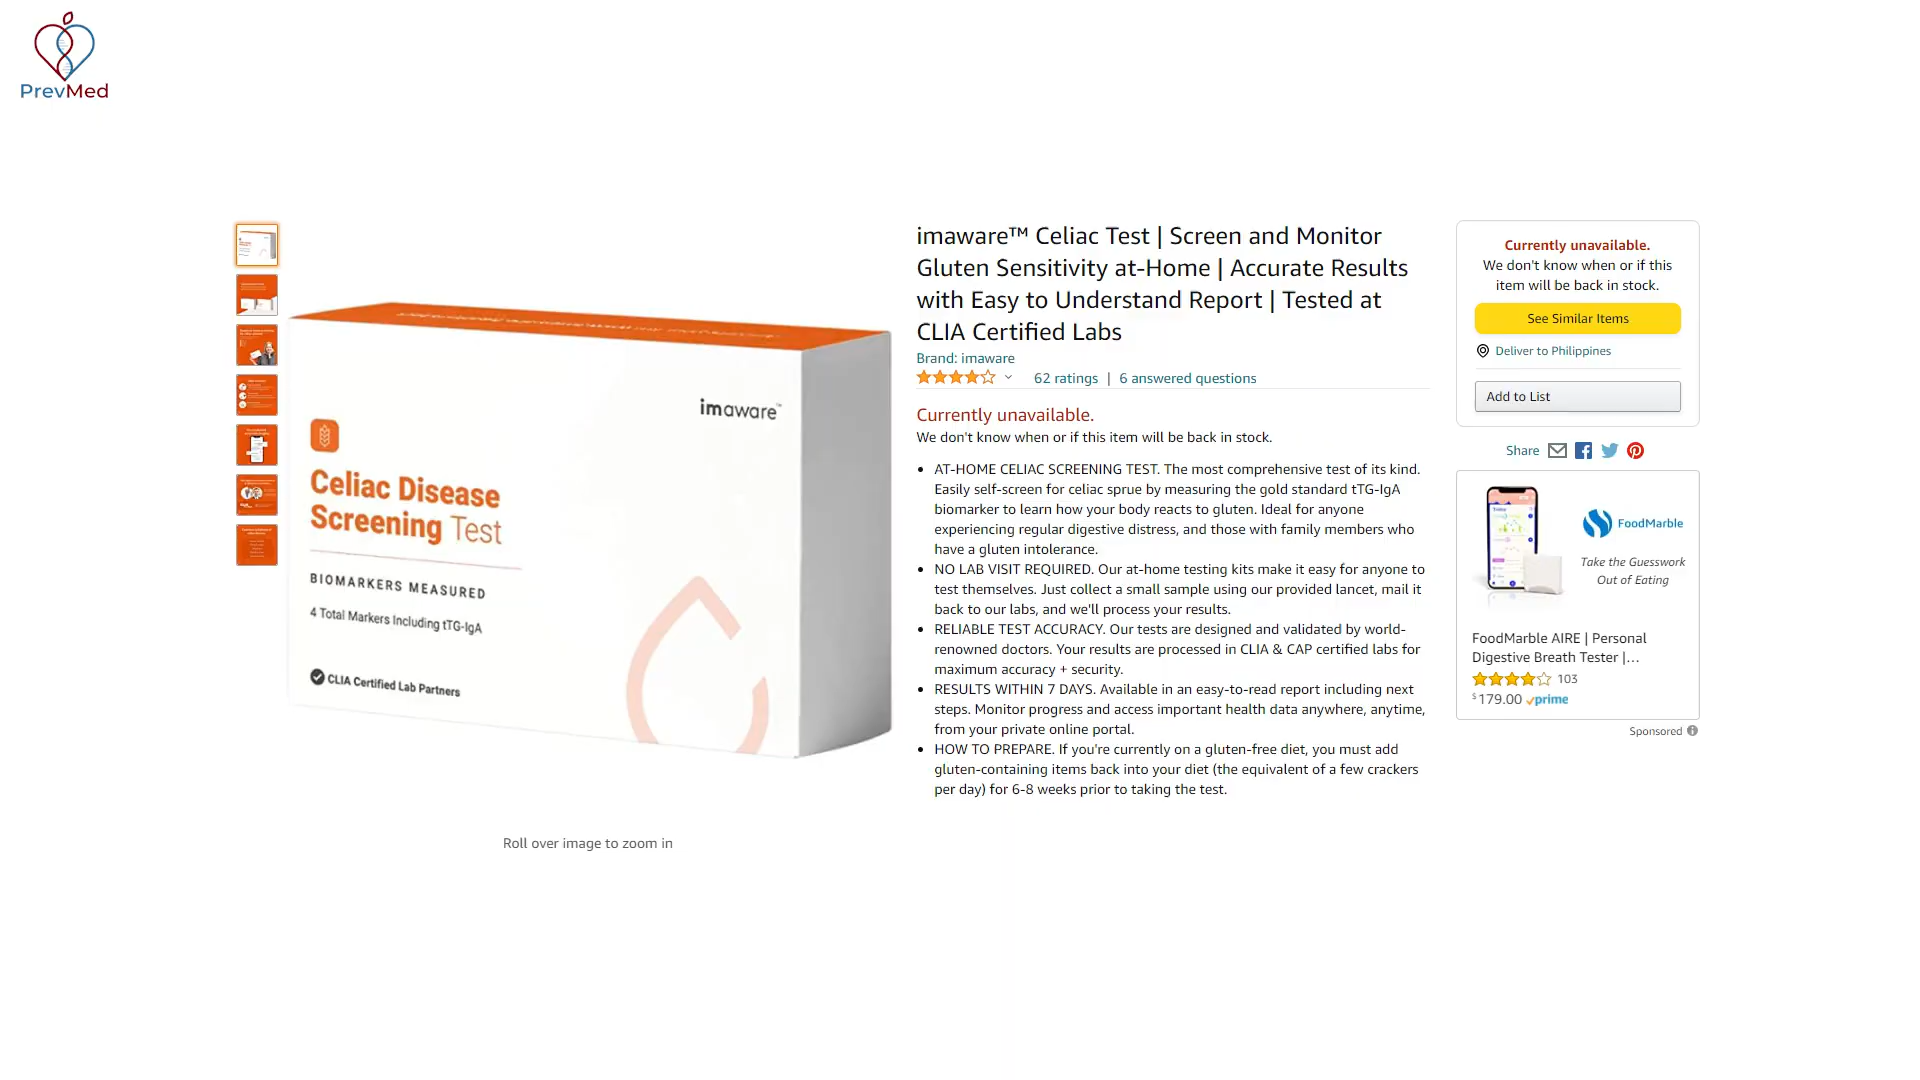 PrevMed
imaware™ Celiac Test | Screen and Monitor
Gluten Sensitivity at-Home | Accurate Results
with Easy to Understand Report | Tested at
CLIA Certified Labs
Brand: imaware
62 ratings | 6 answered questions
Currently unavailable.
We don't know when or if this item will be back in stock.
AT-HOME CELIAC SCREENING TEST. The most comprehensive test of its kind.
Easily self-screen for celiac sprue by measuring the gold standard tTG-IgA
biomarker to learn how your body reacts to gluten. Ideal for anyone
experiencing regular digestive distress, and those with family members who
have a gluten intolerance.
NO LAB VISIT REQUIRED. Our at-home testing kits make it easy for anyone to
test themselves. Just collect a small sample using our provided lancet, mail it
back to our labs, and we'll process your results.
RELIABLE TEST ACCURACY. Our tests are designed and validated by world-
renowned doctors. Your results are processed in CLIA & CAP certified labs for
maximum accuracy + security.
RESULTS WITHIN 7 DAYS. Available in an easy-to-read report including next
steps. Monitor progress and access important health data anywhere, anytime,
from your private online portal.
HOW TO PREPARE. If you're currently on a gluten-free diet, you must add
gluten-containing items back into your diet (the equivalent of a few crackers
per day) for 6-8 weeks prior to taking the test.
imaware™
Celiac Disease
Screening Test
BIOMARKERS MEASURED
4 Total Markers Including tTG-IgA
CLIA Certified Lab Partners
Roll over image to zoom in
Currently unavailable.
We don't know when or if this
item will be back in stock.
See Similar Items
Deliver to Philippines
Add to List
Share
FoodMarble
Take the Guesswork
Out of Eating
FoodMarble AIRE | Personal
Digestive Breath Tester |...
103
$179.00 prime
Sponsored